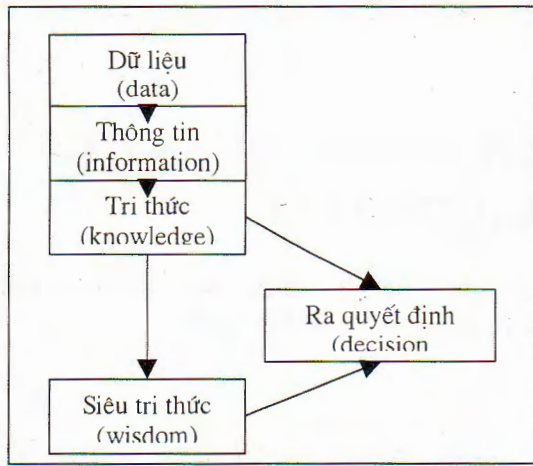 Dữ liệu
(data)
Thông tin
(information)
Tri thức
(knowledge)
Ra quyết định
(decision
Siêu tri thức
(wisdom)